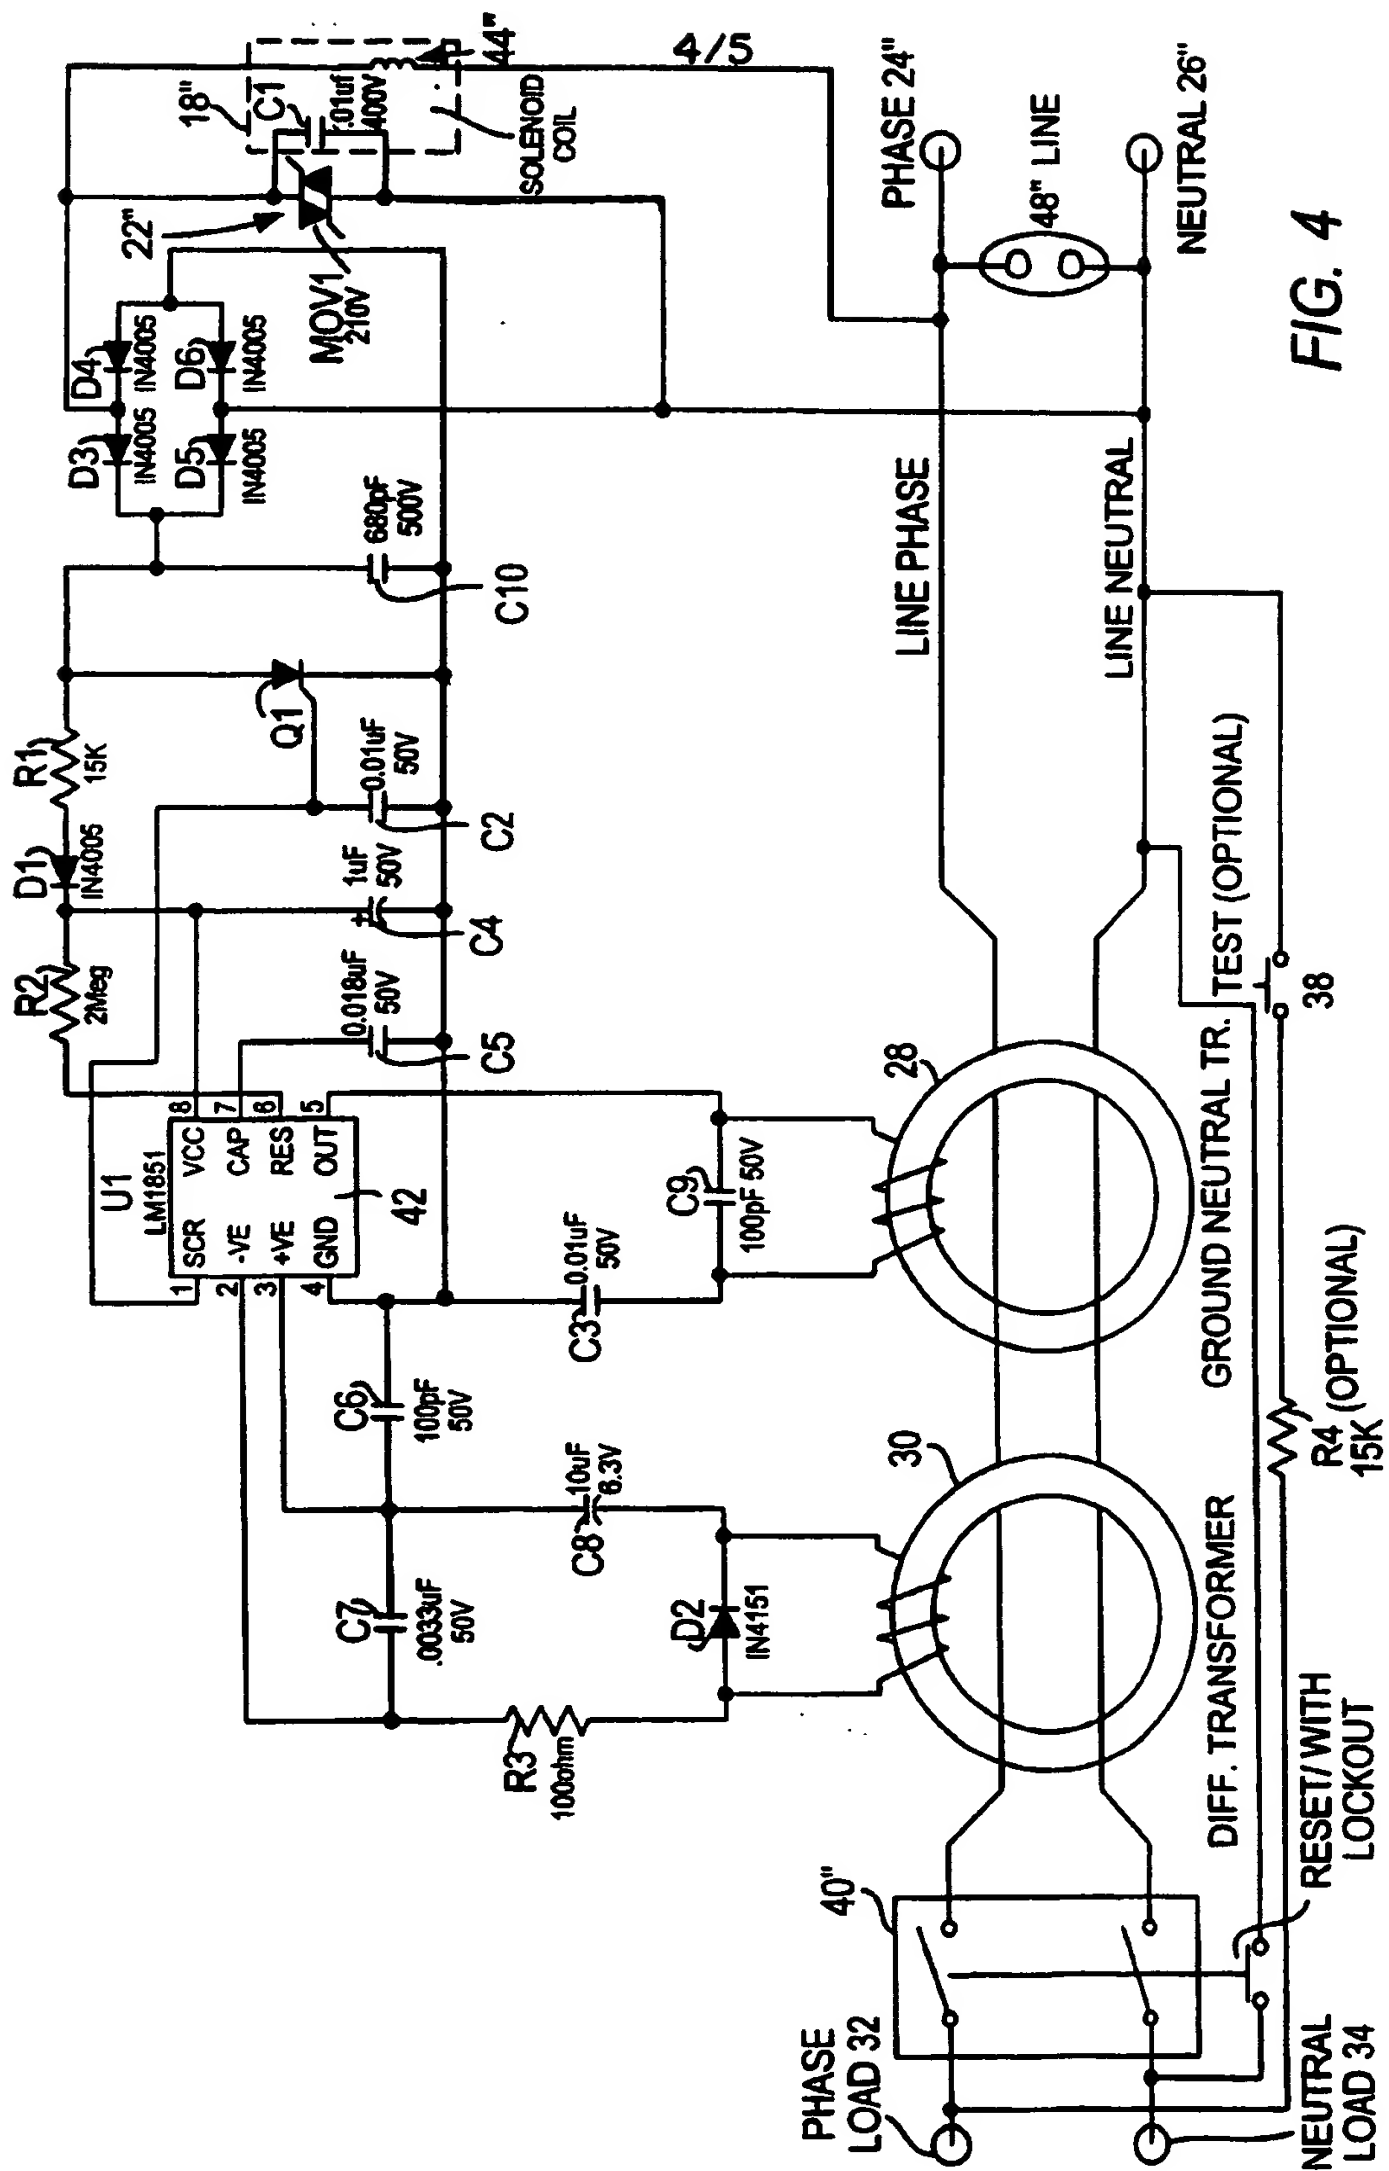 4/5
18"
C1
.01uf
400V
44"
SOLENOID
COIL
22"
MOV1
210V
D4
IN4005
D6
IN4005
D3
IN4005
D5
IN4005
680pF
500V
C10
Q1
R1
15K
D1
IN4005
0.01uF
50V
C2
1uF
50V
+
C4
R2
2Meg
0.018uF
50V
C5
U1
LM1851
SCR
VCC
-VE
CAP
+VE
RES
GND
OUT
1
2
3
4
8
7
6
5
42
C6
100pF
50V
C3
0.01uF
50V
C9
100pF 50V
C7
.0033uF
50V
C8
10uF
6.3V
R3
100ohm
D2
IN4151
PHASE 24"
48" LINE
NEUTRAL 26"
LINE PHASE
LINE NEUTRAL
28
GROUND NEUTRAL TR.
TEST (OPTIONAL)
38
30
DIFF. TRANSFORMER
R4 (OPTIONAL)
15K
40"
RESET/WITH
LOCKOUT
PHASE
LOAD 32
NEUTRAL
LOAD 34
FIG. 4